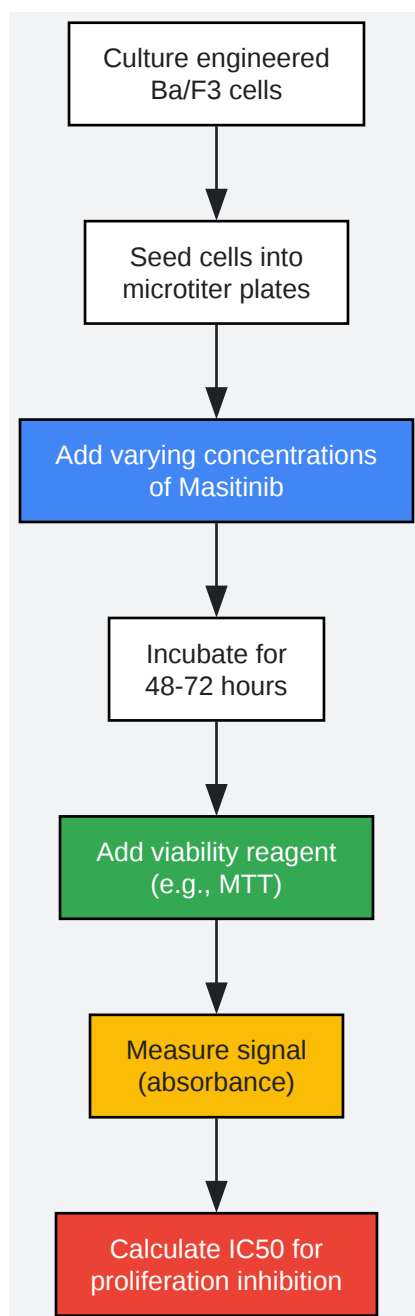 Culture engineered
Ba/F3 cells
Seed cells into
microtiter plates
Add varying concentrations
of Masitinib
Incubate for
48-72 hours
Add viability reagent
(e.g., MTT)
Measure signal
(absorbance)
Calculate IC50 for
proliferation inhibition